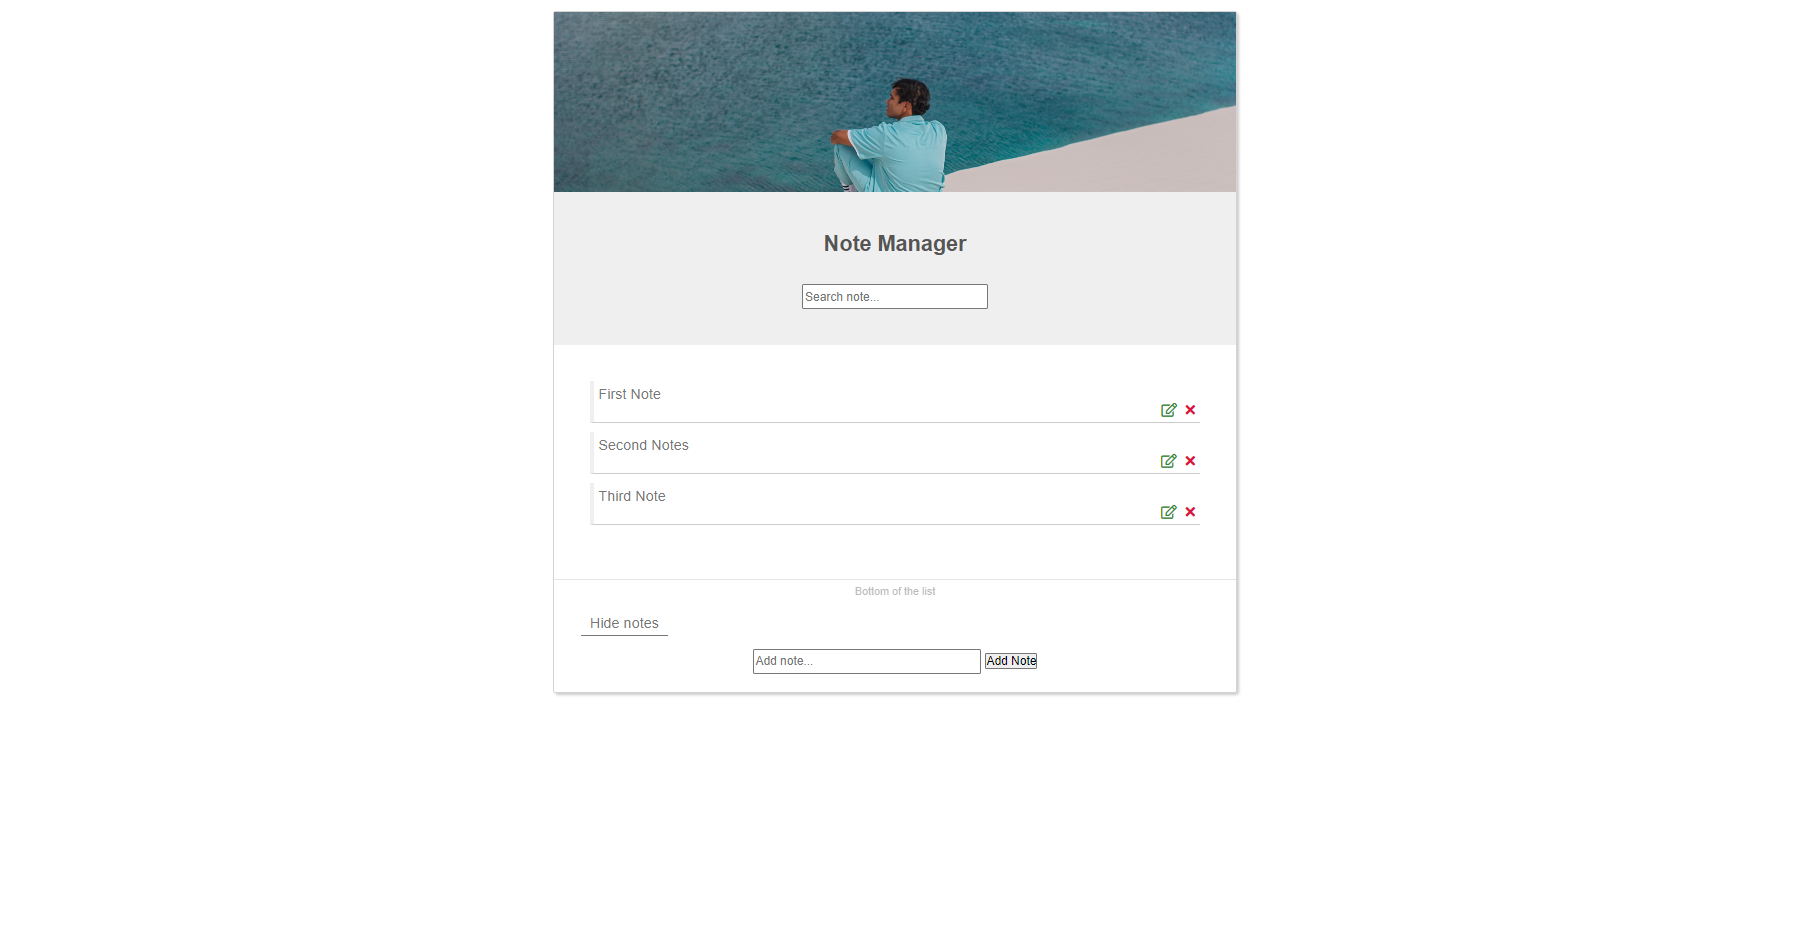 Note Manager
Search note...
First Note
Second Notes
Third Note
Bottom of the list
Hide notes
Add note... Add Note